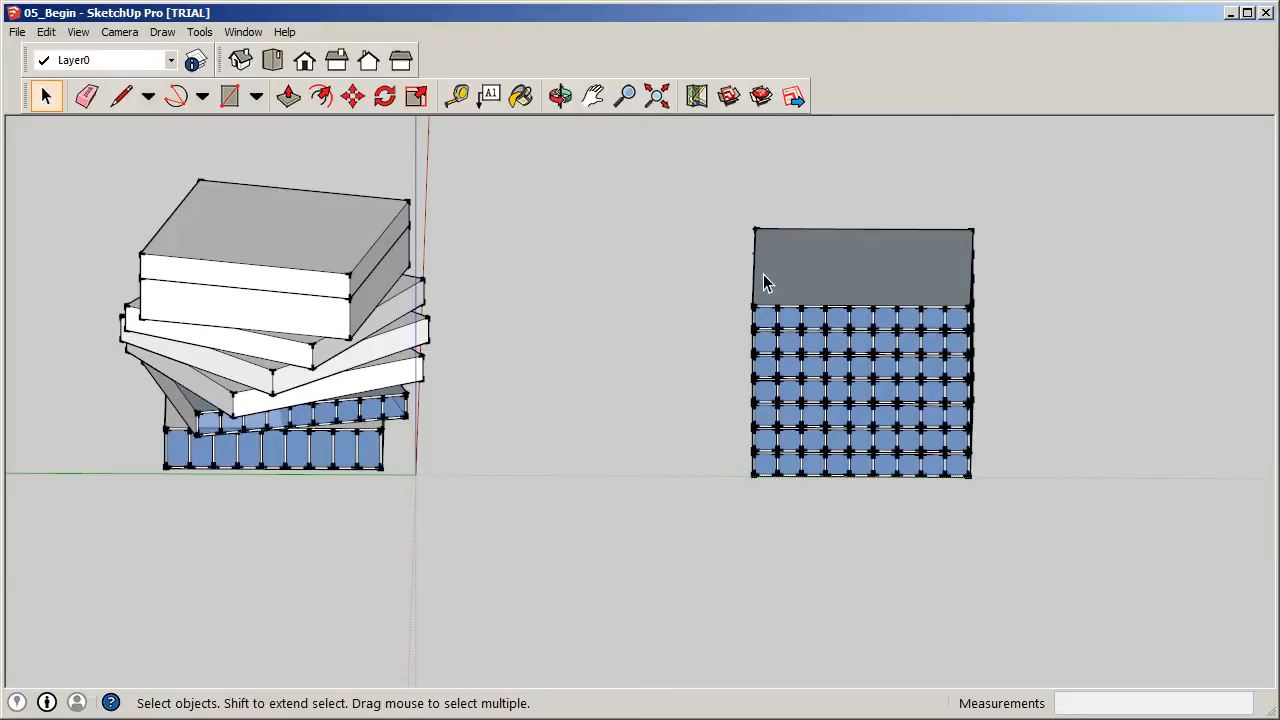 05_Begin - SketchUp Pro [TRIAL]
File Edit View Camera Draw Tools Window Help
Layer0
A1
Select objects. Shift to extend select. Drag mouse to select multiple.
Measurements